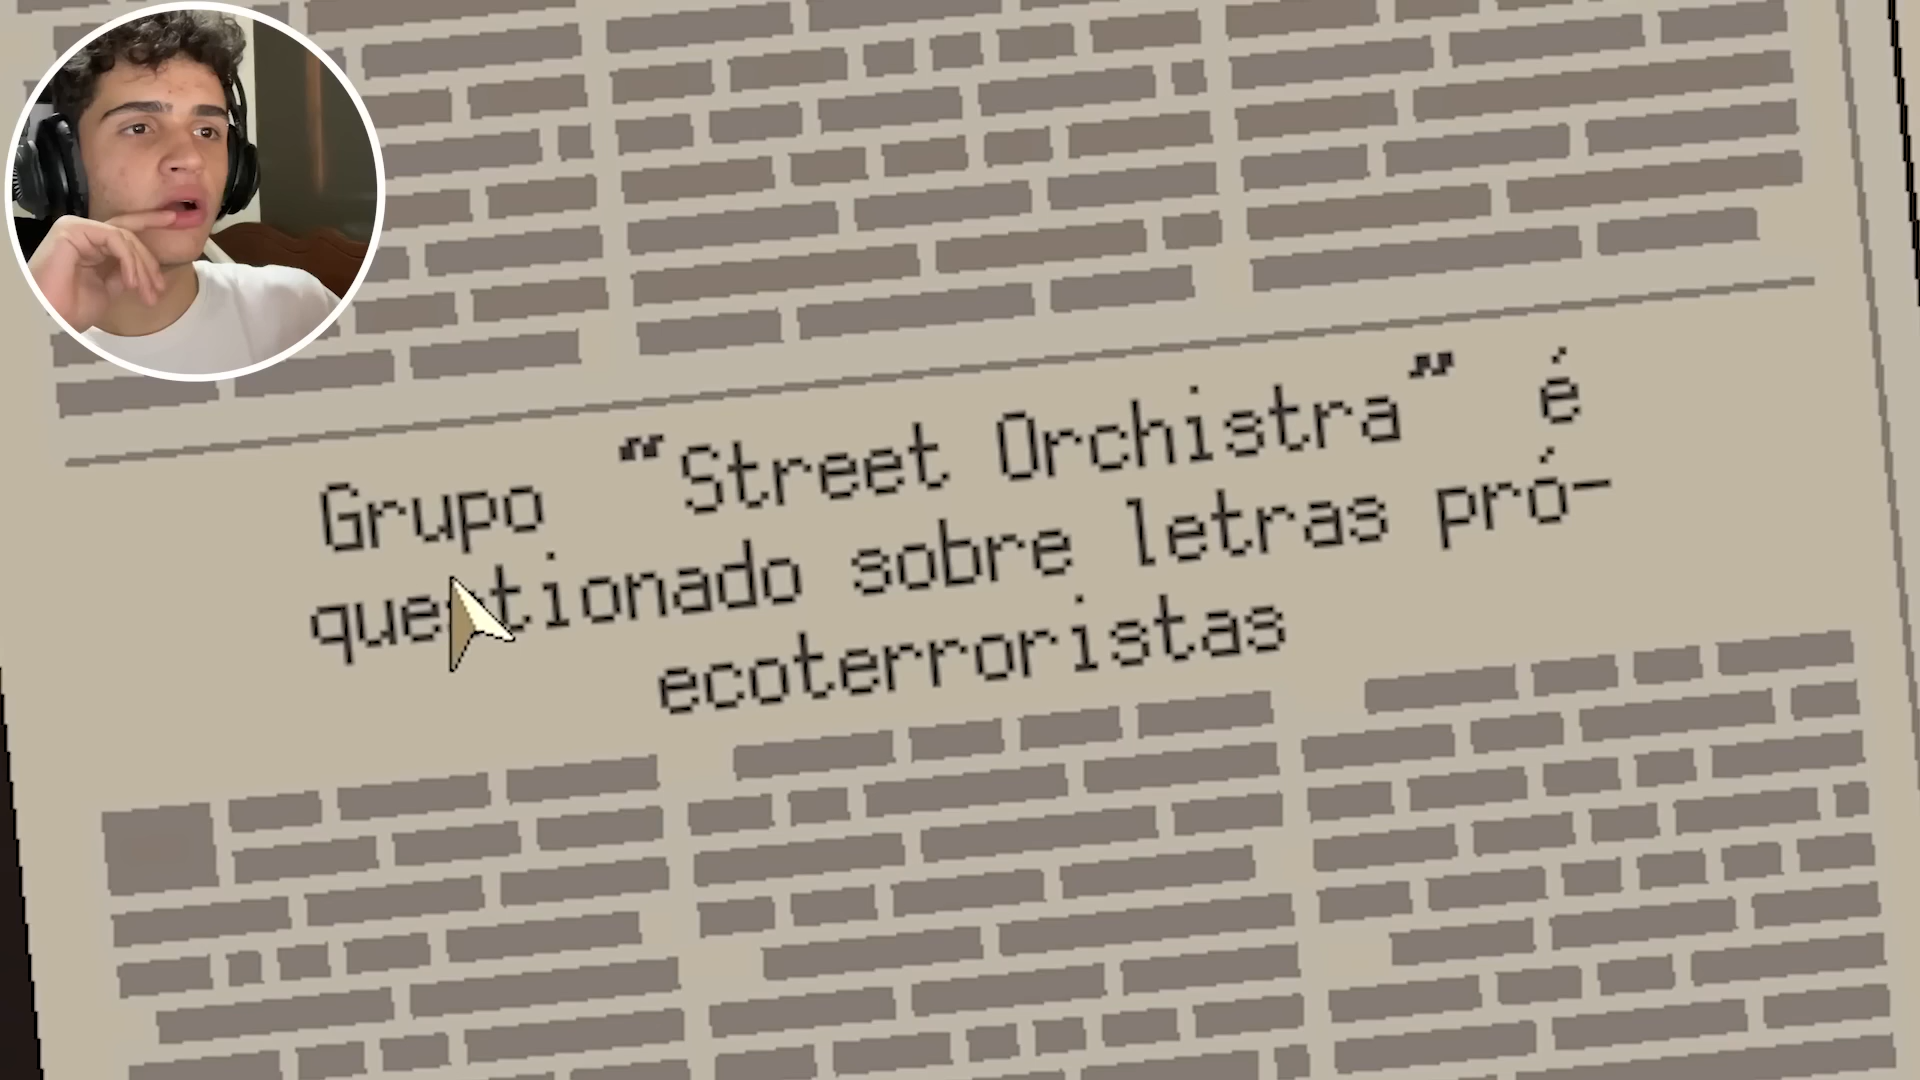 Grupo "Street Orchistra" é
questionado sobre letras pró-
ecoterroristas